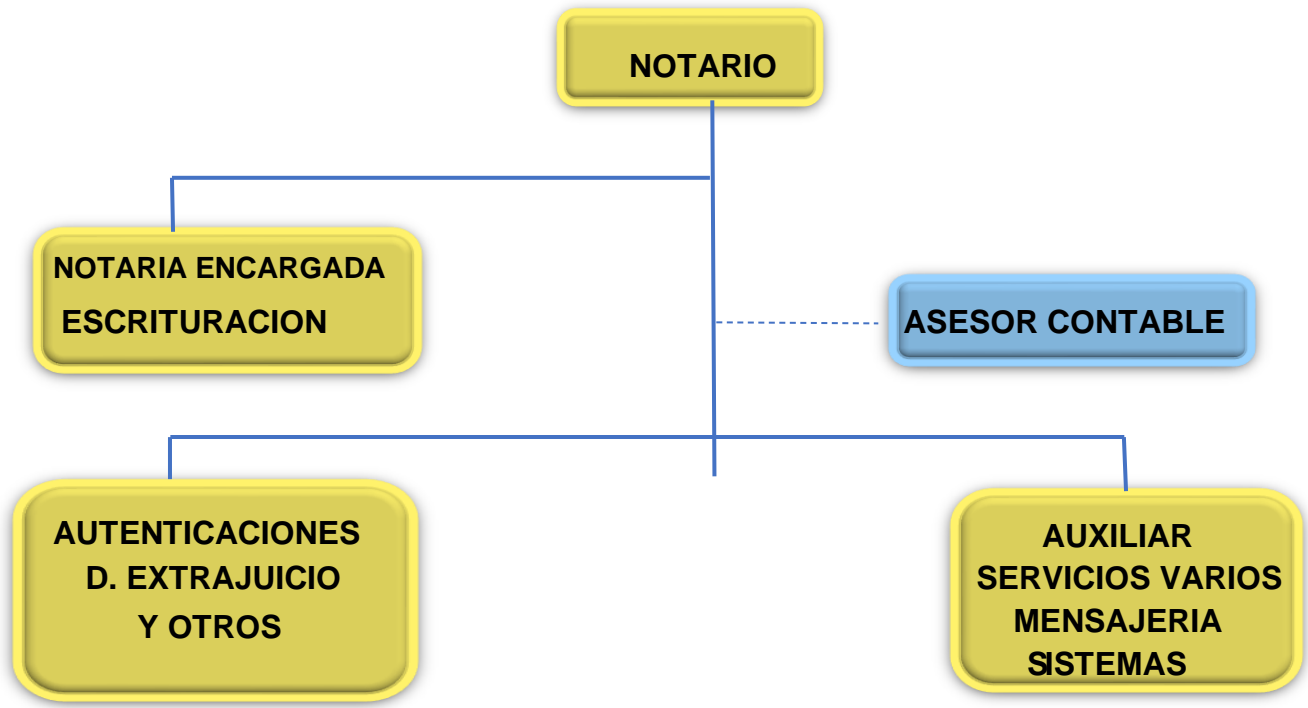 NOTARIO
NOTARIA ENCARGADA
ESCRITURACION
ASESOR CONTABLE
AUTENTICACIONES
D. EXTRAJUICIO
Y OTROS
AUXILIAR
SERVICIOS VARIOS
MENSAJERIA
SISTEMAS